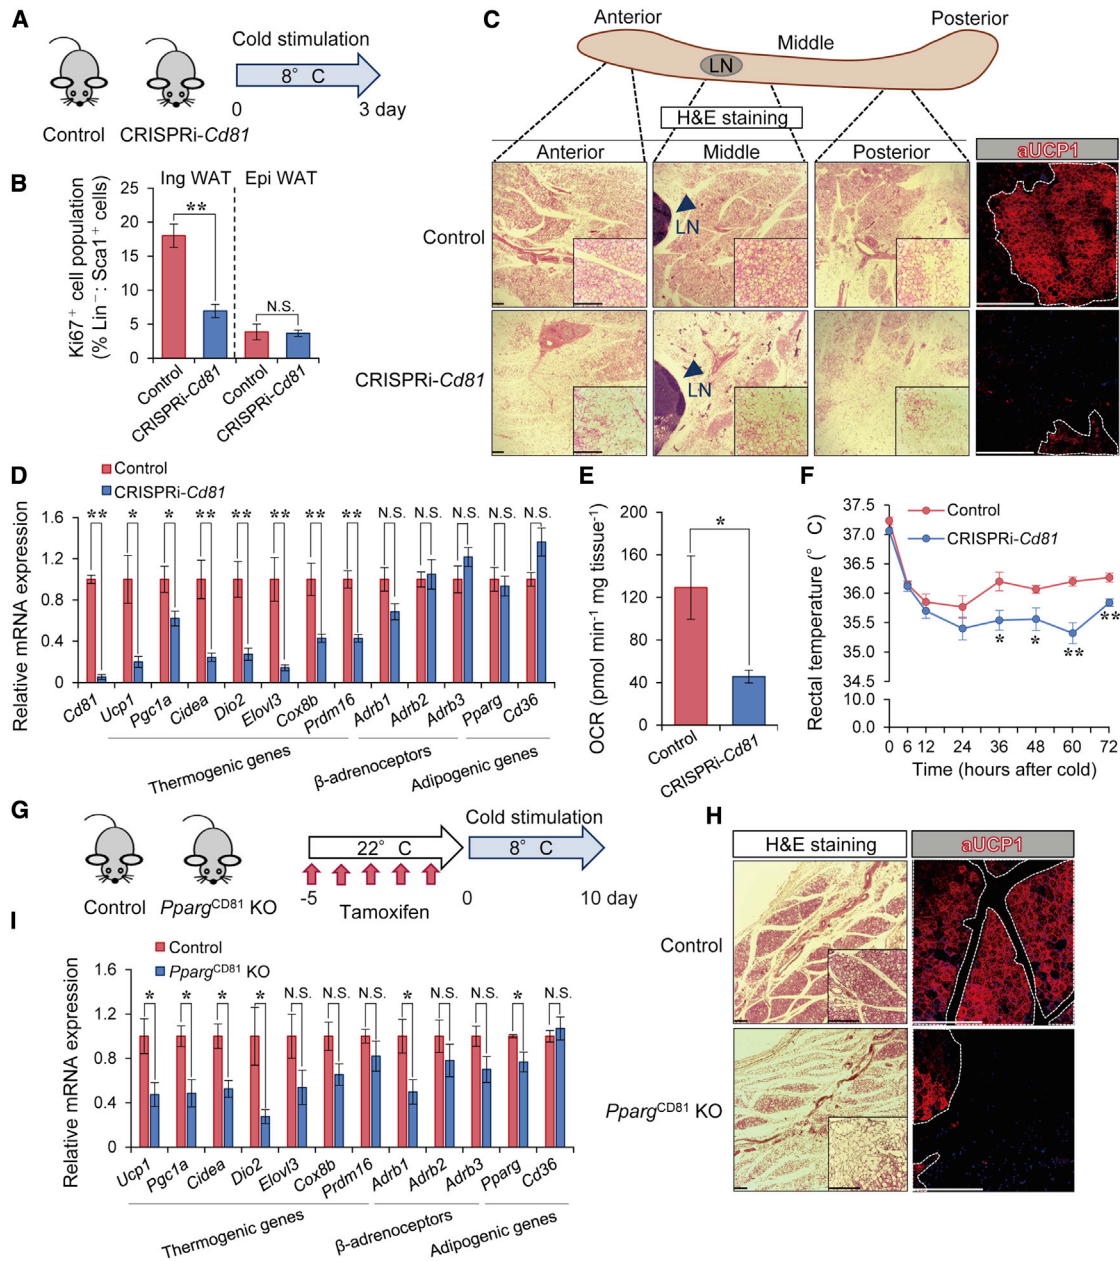 A
Cold stimulation
8° C
0
3 day
Control
CRISPRi-Cd81
B
Ing WAT
Epi WAT
Ki67+ cell population
(% Lin−: Sca1+ cells)
25
20
15
10
5
0
**
N.S.
Control
CRISPRi-Cd81
Control
CRISPRi-Cd81
C
Anterior
Middle
Posterior
LN
H&E staining
Anterior
Middle
Posterior
aUCP1
Control
LN
CRISPRi-Cd81
LN
D
Control
CRISPRi-Cd81
Relative mRNA expression
1.6
1.2
0.8
0.4
0
** * * ** ** ** ** ** N.S. N.S. N.S. N.S. N.S.
Cd81 Ucp1 Pgc1a Cidea Dio2 Elovl3 Cox8b Prdm16 Adrb1 Adrb2 Adrb3 Pparg Cd36
Thermogenic genes
β-adrenoceptors
Adipogenic genes
E
OCR (pmol min-1 mg tissue-1)
200
160
120
80
40
0
*
Control
CRISPRi-Cd81
F
Rectal temperature (° C)
37.5
37.0
36.5
36.0
35.5
35.0
34.5
10.0
0.0
Control
CRISPRi-Cd81
* * ** **
0 6 12 24 36 48 60 72
Time (hours after cold)
G
Cold stimulation
22° C
8° C
-5
Tamoxifen
0
10 day
Control
PpargCD81 KO
H
H&E staining
aUCP1
Control
PpargCD81 KO
I
Control
PpargCD81 KO
Relative mRNA expression
1.6
1.2
0.8
0.4
0
* * * * N.S. N.S. N.S. * N.S. N.S. * N.S.
Ucp1 Pgc1a Cidea Dio2 Elovl3 Cox8b Prdm16 Adrb1 Adrb2 Adrb3 Pparg Cd36
Thermogenic genes
β-adrenoceptors
Adipogenic genes